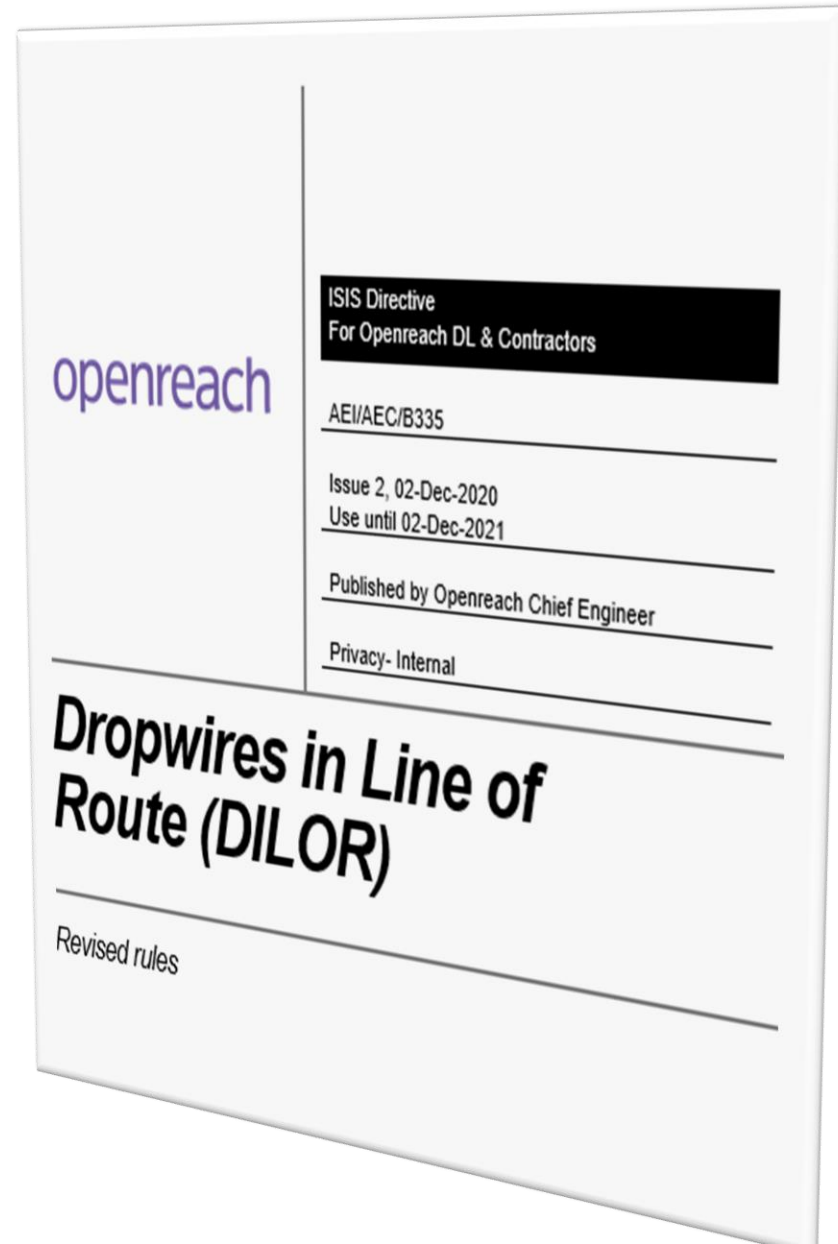 openreach
ISIS Directive
For Openreach DL & Contractors
AEI/AEC/B335
Issue 2, 02-Dec-2020
Use until 02-Dec-2021
Published by Openreach Chief Engineer
Privacy- Internal
Dropwires in Line of
Route (DILOR)
Revised rules